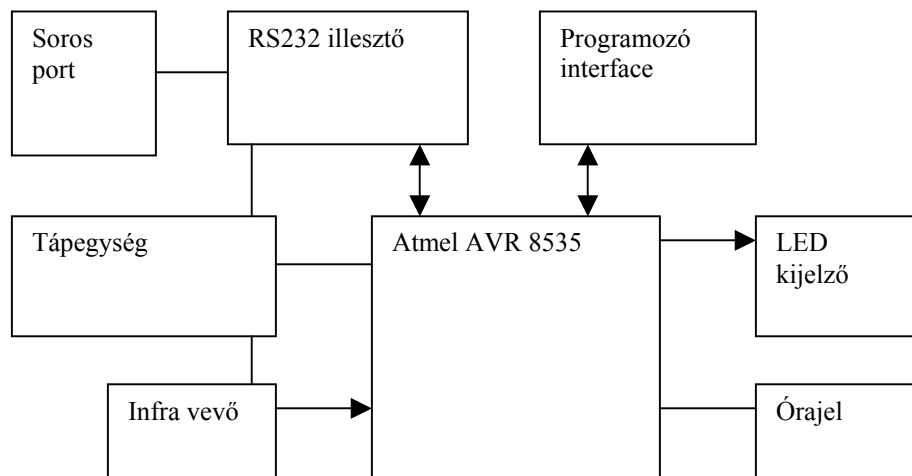 Soros
port
RS232 illesztő
Programozó
interface
Tápegység
Atmel AVR 8535
LED
kijelző
Infra vevő
Órajel